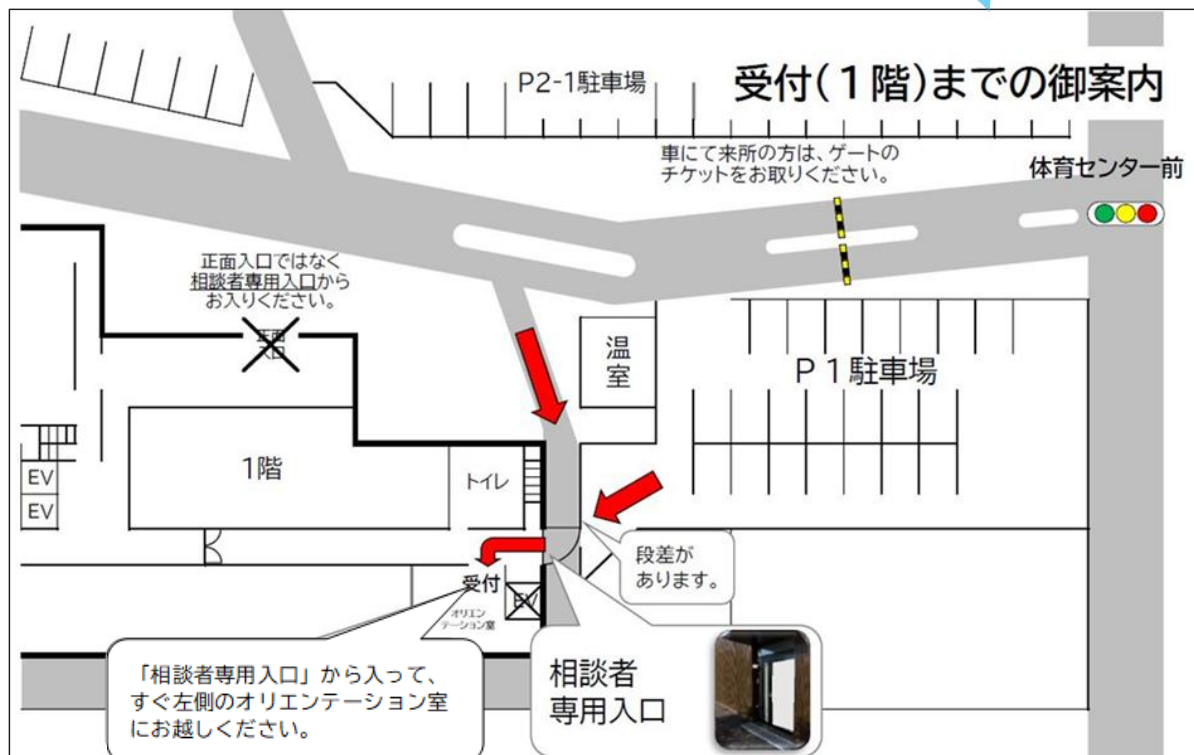 受付(1階)までの御案内
P2-1駐車場
車にて来所の方は、ゲートの
チケットをお取りください。
体育センター前
正面入口ではなく
相談者専用入口から
お入りください。
正面
入口
温
室
P1駐車場
1階
トイレ
EV
EV
段差が
あります。
受付
EV
オリエン
テーション室
「相談者専用入口」から入って、
すぐ左側のオリエンテーション室
にお越しください。
相談者
専用入口